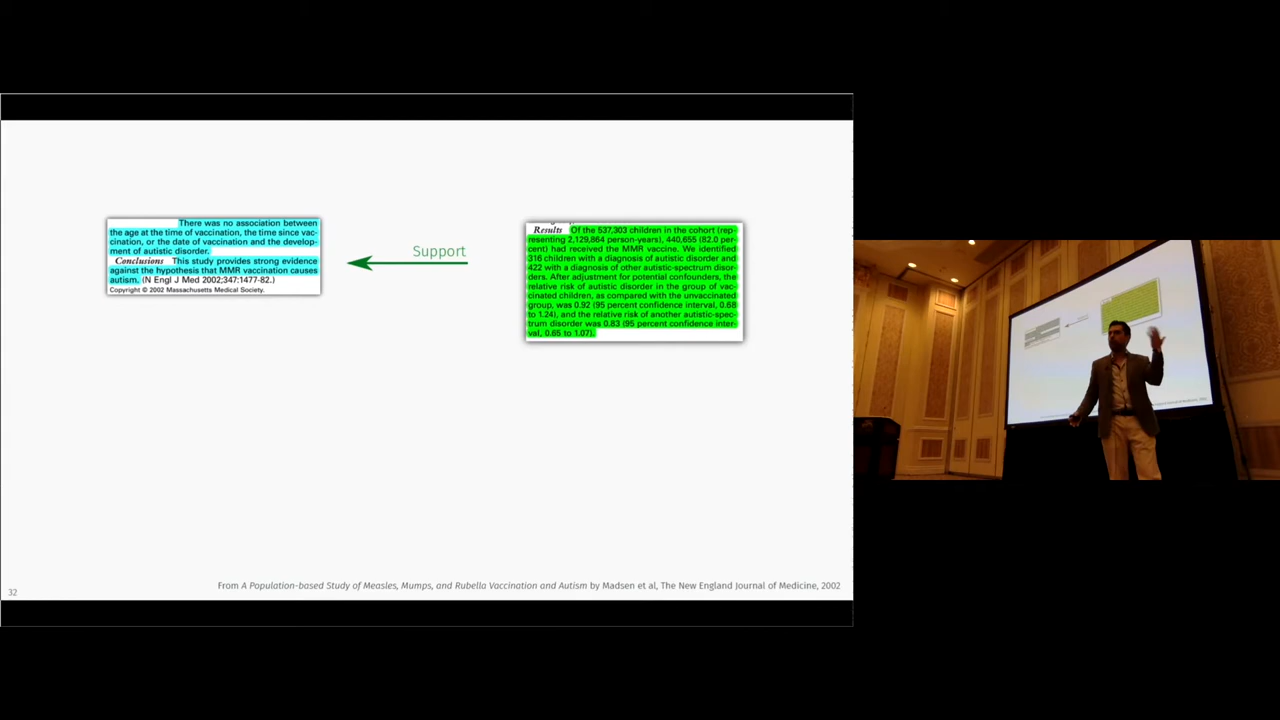 There was no association between
the age at the time of vaccination, the time since vac-
cination, or the date of vaccination and the develop-
ment of autistic disorder.
Conclusions This study provides strong evidence
against the hypothesis that MMR vaccination causes
autism. (N Engl J Med 2002;347:1477-82.)
Copyright © 2002 Massachusetts Medical Society.
Support
Results Of the 537,303 children in the cohort (rep-
resenting 2,129,864 person-years), 440,655 (82.0 per-
cent) had received the MMR vaccine. We identified
316 children with a diagnosis of autistic disorder and
422 with a diagnosis of other autistic-spectrum disor-
ders. After adjustment for potential confounders, the
relative risk of autistic disorder in the group of vac-
cinated children, as compared with the unvaccinated
group, was 0.92 (95 percent confidence interval, 0.68
to 1.24), and the relative risk of another autistic-spec-
trum disorder was 0.83 (95 percent confidence inter-
val, 0.65 to 1.07).
From A Population-based Study of Measles, Mumps, and Rubella Vaccination and Autism by Madsen et al, The New England Journal of Medicine, 2002
32